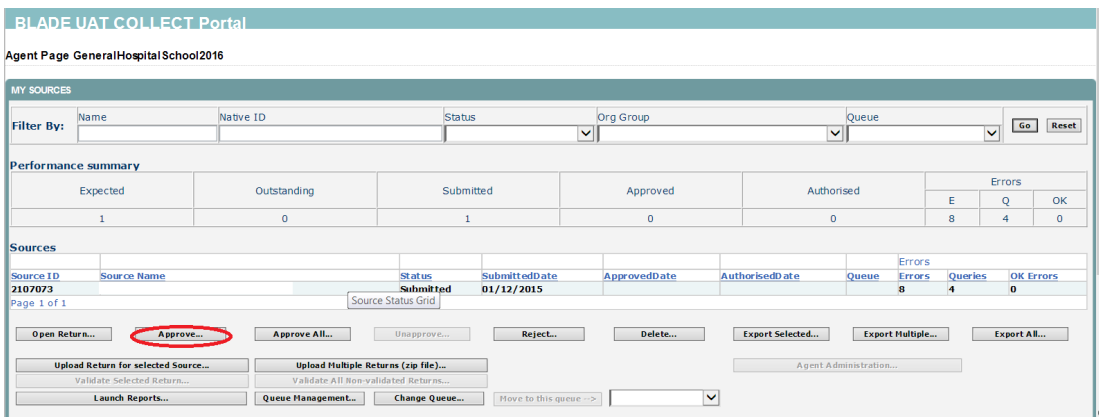 BLADE UAT COLLECT Portal
Agent Page GeneralHospitalSchool2016
MY SOURCES
Filter By: Name Native ID Status Org Group Queue Go Reset
Performance summary
Expected Outstanding Submitted Approved Authorised Errors
E Q OK
1 0 1 0 0 8 4 0
Sources
Errors
Source ID Source Name Status SubmittedDate ApprovedDate AuthorisedDate Queue Errors Queries OK Errors
2107073 Submitted 01/12/2015 8 4 0
Page 1 of 1 Source Status Grid
Open Return... Approve... Approve All... Unapprove... Reject... Delete... Export Selected... Export Multiple... Export All...
Upload Return for selected Source... Upload Multiple Returns (zip file)... Agent Administration...
Validate Selected Return... Validate All Non-validated Returns...
Launch Reports... Queue Management... Change Queue... Move to this queue -->